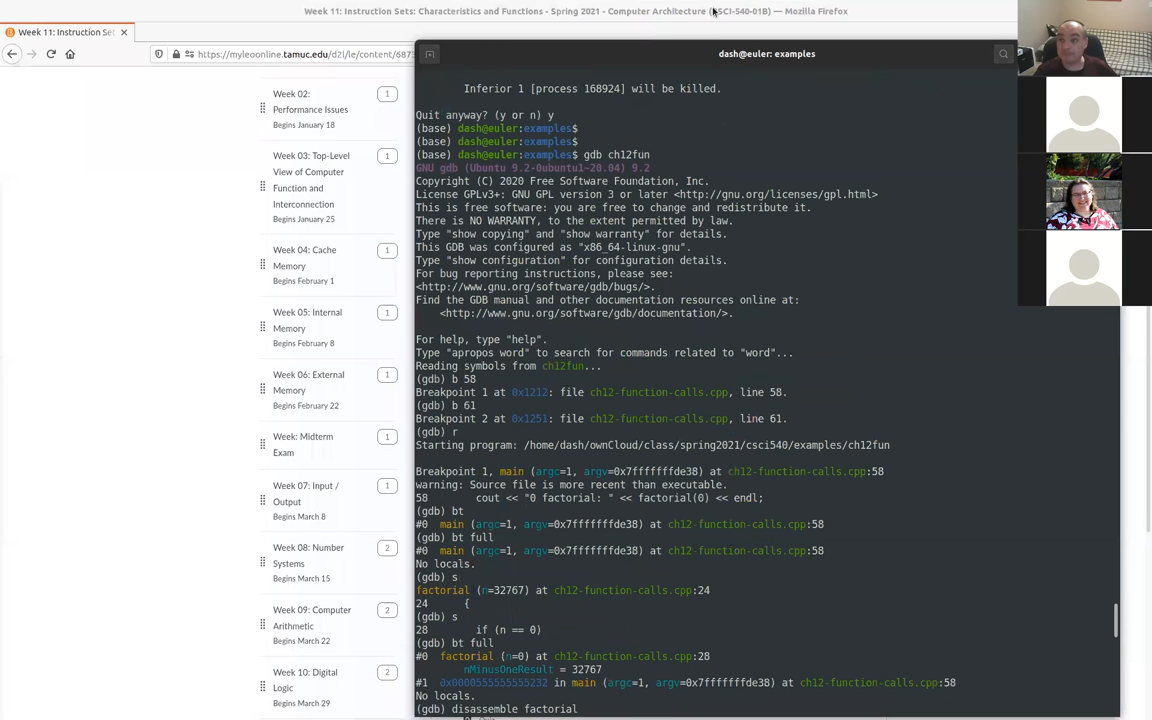 Week 11: Instruction Sets: Characteristics and Functions - Spring 2021 - Computer Architecture (CSCI-540-01B) — Mozilla Firefox
Week 11: Instruction Set
https://myleoonline.tamuc.edu/d2l/le/content/687
Week 02:
Performance Issues
Begins January 18
1
Week 03: Top-Level
View of Computer
Function and
Interconnection
Begins January 25
1
Week 04: Cache
Memory
Begins February 1
1
Week 05: Internal
Memory
Begins February 8
1
Week 06: External
Memory
Begins February 22
1
Week: Midterm
Exam
1
Week 07: Input /
Output
Begins March 8
1
Week 08: Number
Systems
Begins March 15
2
Week 09: Computer
Arithmetic
Begins March 22
2
Week 10: Digital
Logic
Begins March 29
2
dash@euler: examples
Inferior 1 [process 168924] will be killed.
Quit anyway? (y or n) y
(base) dash@euler:examples$
(base) dash@euler:examples$
(base) dash@euler:examples$ gdb ch12fun
GNU gdb (Ubuntu 9.2-0ubuntu1~20.04) 9.2
Copyright (C) 2020 Free Software Foundation, Inc.
License GPLv3+: GNU GPL version 3 or later <http://gnu.org/licenses/gpl.html>
This is free software: you are free to change and redistribute it.
There is NO WARRANTY, to the extent permitted by law.
Type "show copying" and "show warranty" for details.
This GDB was configured as "x86_64-linux-gnu".
Type "show configuration" for configuration details.
For bug reporting instructions, please see:
<http://www.gnu.org/software/gdb/bugs/>.
Find the GDB manual and other documentation resources online at:
<http://www.gnu.org/software/gdb/documentation/>.
For help, type "help".
Type "apropos word" to search for commands related to "word"...
Reading symbols from ch12fun...
(gdb) b 58
Breakpoint 1 at 0x1212: file ch12-function-calls.cpp, line 58.
(gdb) b 61
Breakpoint 2 at 0x1251: file ch12-function-calls.cpp, line 61.
(gdb) r
Starting program: /home/dash/ownCloud/class/spring2021/csci540/examples/ch12fun
Breakpoint 1, main (argc=1, argv=0x7fffffffde38) at ch12-function-calls.cpp:58
warning: Source file is more recent than executable.
58 cout << "0 factorial: " << factorial(0) << endl;
(gdb) bt
#0 main (argc=1, argv=0x7fffffffde38) at ch12-function-calls.cpp:58
(gdb) bt full
#0 main (argc=1, argv=0x7fffffffde38) at ch12-function-calls.cpp:58
No locals.
(gdb) s
factorial (n=32767) at ch12-function-calls.cpp:24
24 {
(gdb) s
28 if (n == 0)
(gdb) bt full
#0 factorial (n=0) at ch12-function-calls.cpp:28
nMinusOneResult = 32767
#1 0x0000555555555232 in main (argc=1, argv=0x7fffffffde38) at ch12-function-calls.cpp:58
No locals.
(gdb) disassemble factorial